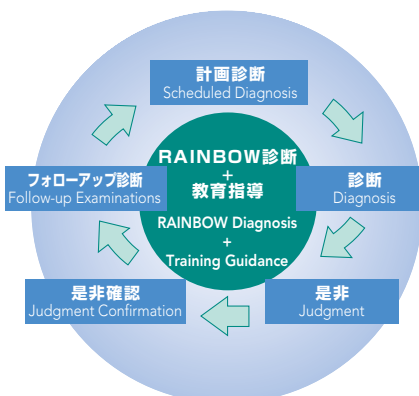 計画診断
Scheduled Diagnosis
RAINBOW診断
+
教育指導
RAINBOW Diagnosis
+
Training Guidance
フォローアップ診断
Follow-up Examinations
診断
Diagnosis
是非確認
Judgment Confirmation
是非
Judgment